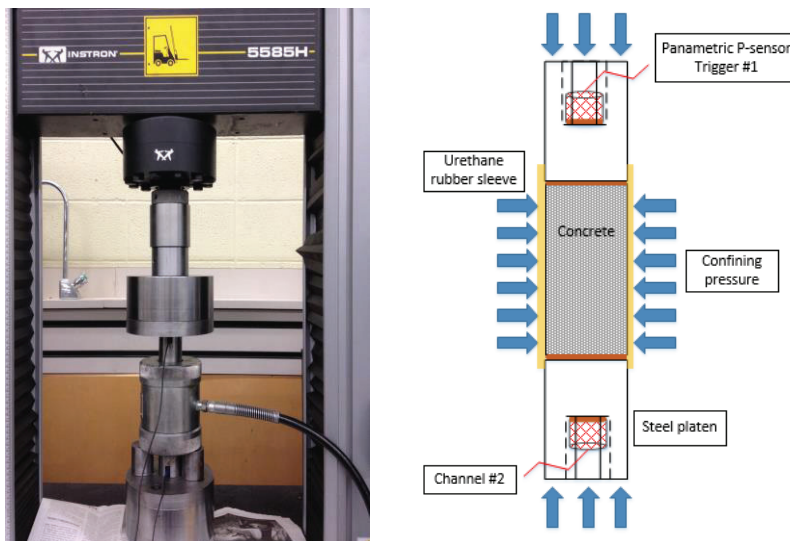 INSTRON®
5585H
Panametric P-sensor
Trigger #1
Urethane
rubber sleeve
Concrete
Confining
pressure
Steel platen
Channel #2